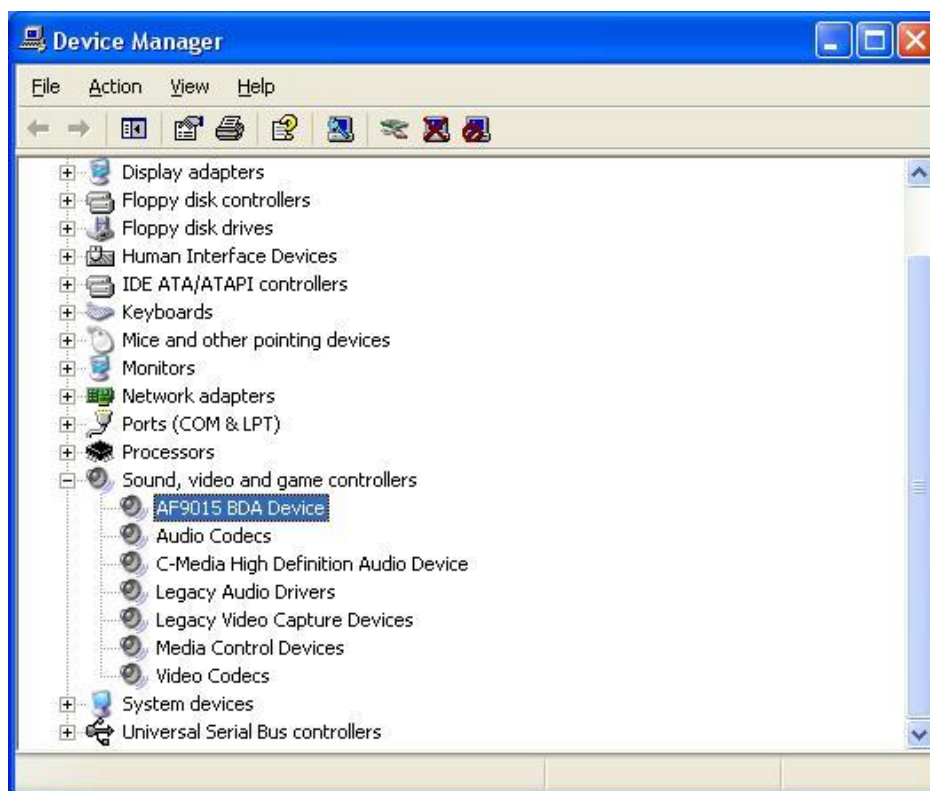 Device Manager
File Action View Help
Display adapters
Floppy disk controllers
Floppy disk drives
Human Interface Devices
IDE ATA/ATAPI controllers
Keyboards
Mice and other pointing devices
Monitors
Network adapters
Ports (COM & LPT)
Processors
Sound, video and game controllers
AF9015 BDA Device
Audio Codecs
C-Media High Definition Audio Device
Legacy Audio Drivers
Legacy Video Capture Devices
Media Control Devices
Video Codecs
System devices
Universal Serial Bus controllers